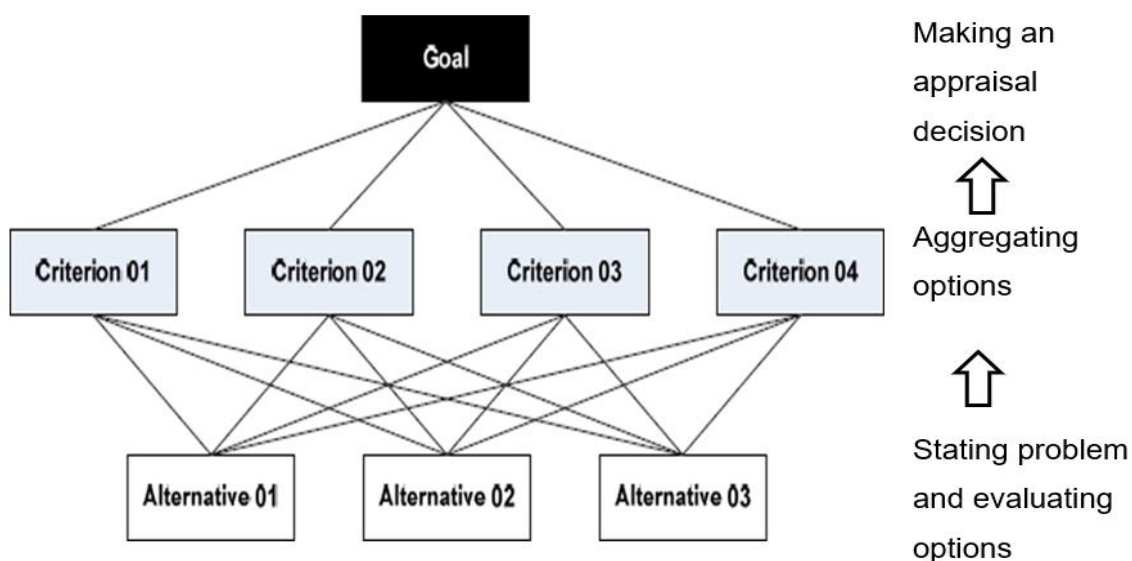 Goal
Making an
appraisal
decision
Criterion 01
Criterion 02
Criterion 03
Criterion 04
Aggregating
options
Alternative 01
Alternative 02
Alternative 03
Stating problem
and evaluating
options